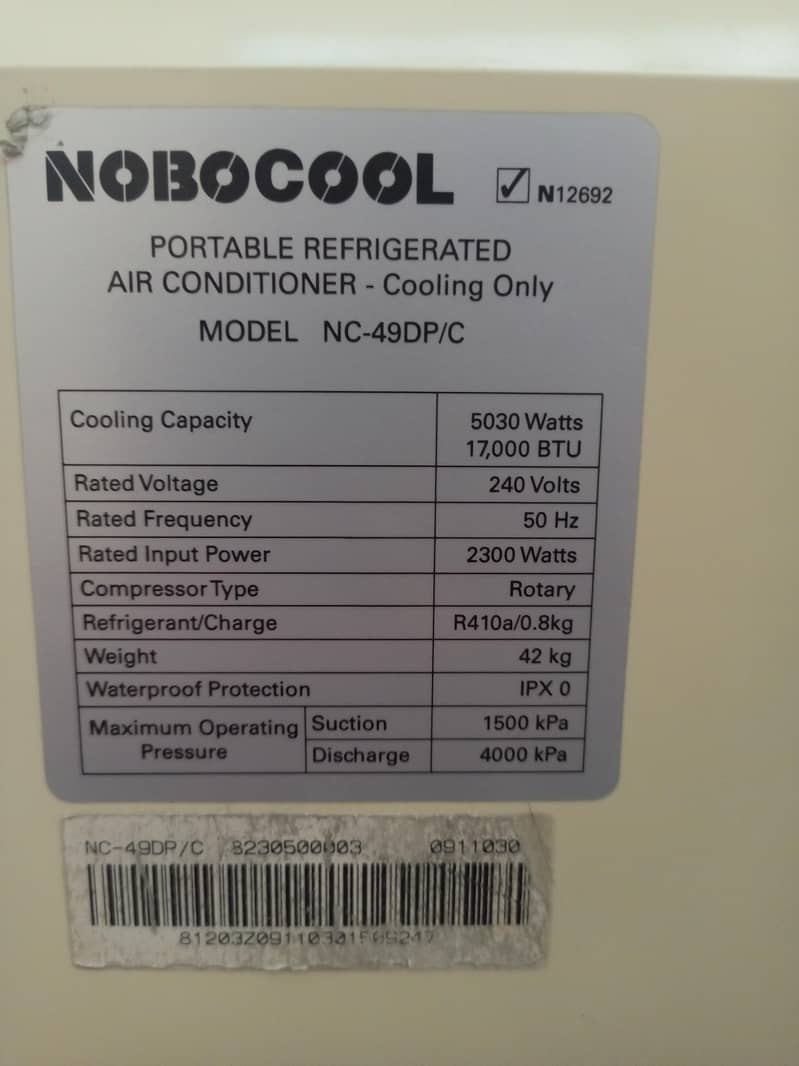 NOBOCOOL N12692
PORTABLE REFRIGERATED
AIR CONDITIONER - Cooling Only
MODEL NC-49DP/C
Cooling Capacity 5030 Watts
17,000 BTU
Rated Voltage 240 Volts
Rated Frequency 50 Hz
Rated Input Power 2300 Watts
Compressor Type Rotary
Refrigerant/Charge R410a/0.8kg
Weight 42 kg
Waterproof Protection IPX 0
Maximum Operating Pressure Suction 1500 kPa
Discharge 4000 kPa
NC-49DP/C 8230500003 0911030